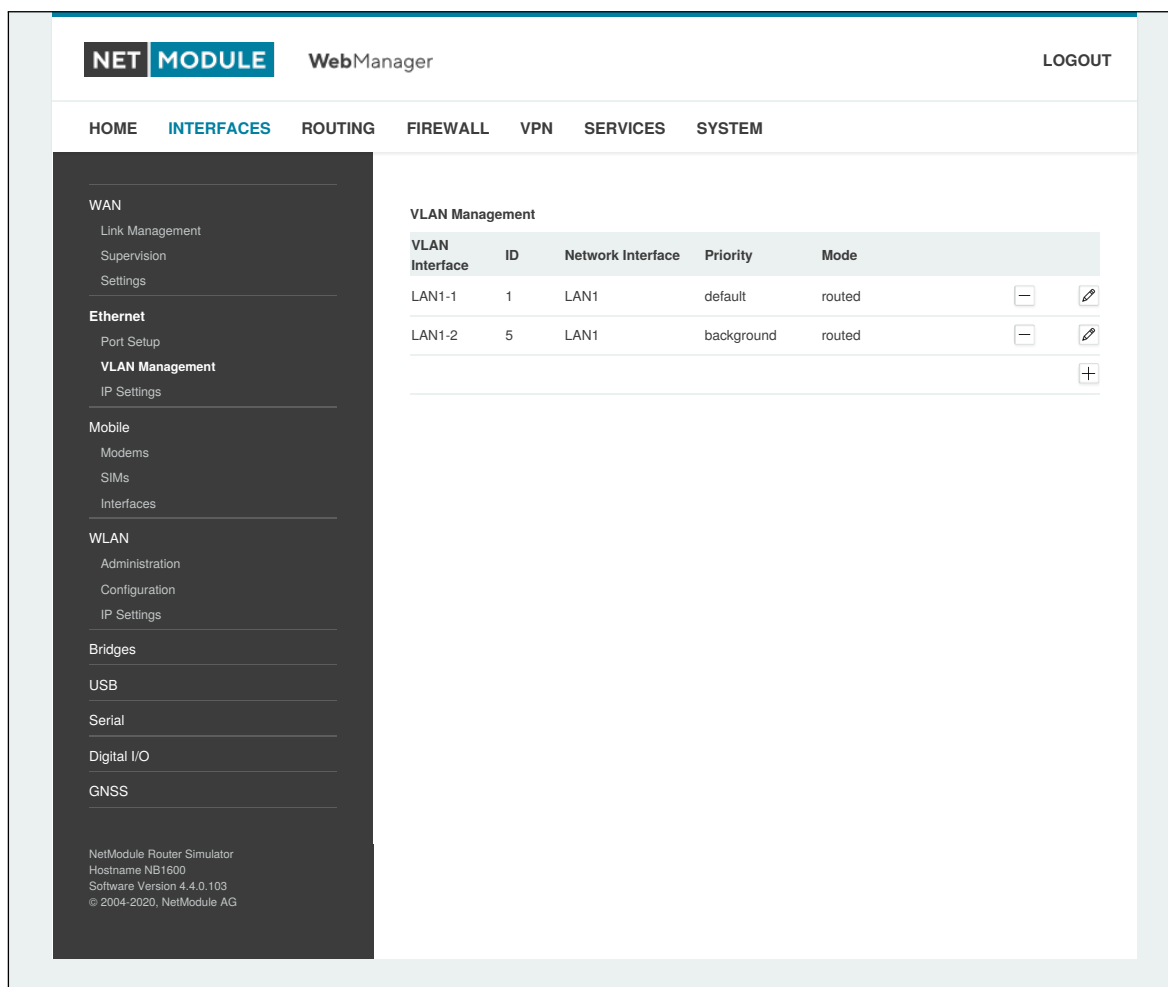 NET MODULE WebManager LOGOUT
HOME INTERFACES ROUTING FIREWALL VPN SERVICES SYSTEM
WAN
Link Management
Supervision
Settings
Ethernet
Port Setup
VLAN Management
IP Settings
Mobile
Modems
SIMs
Interfaces
WLAN
Administration
Configuration
IP Settings
Bridges
USB
Serial
Digital I/O
GNSS
NetModule Router Simulator
Hostname NB1600
Software Version 4.4.0.103
© 2004-2020, NetModule AG
VLAN Management
VLAN Interface ID Network Interface Priority Mode
LAN1-1 1 LAN1 default routed
LAN1-2 5 LAN1 background routed